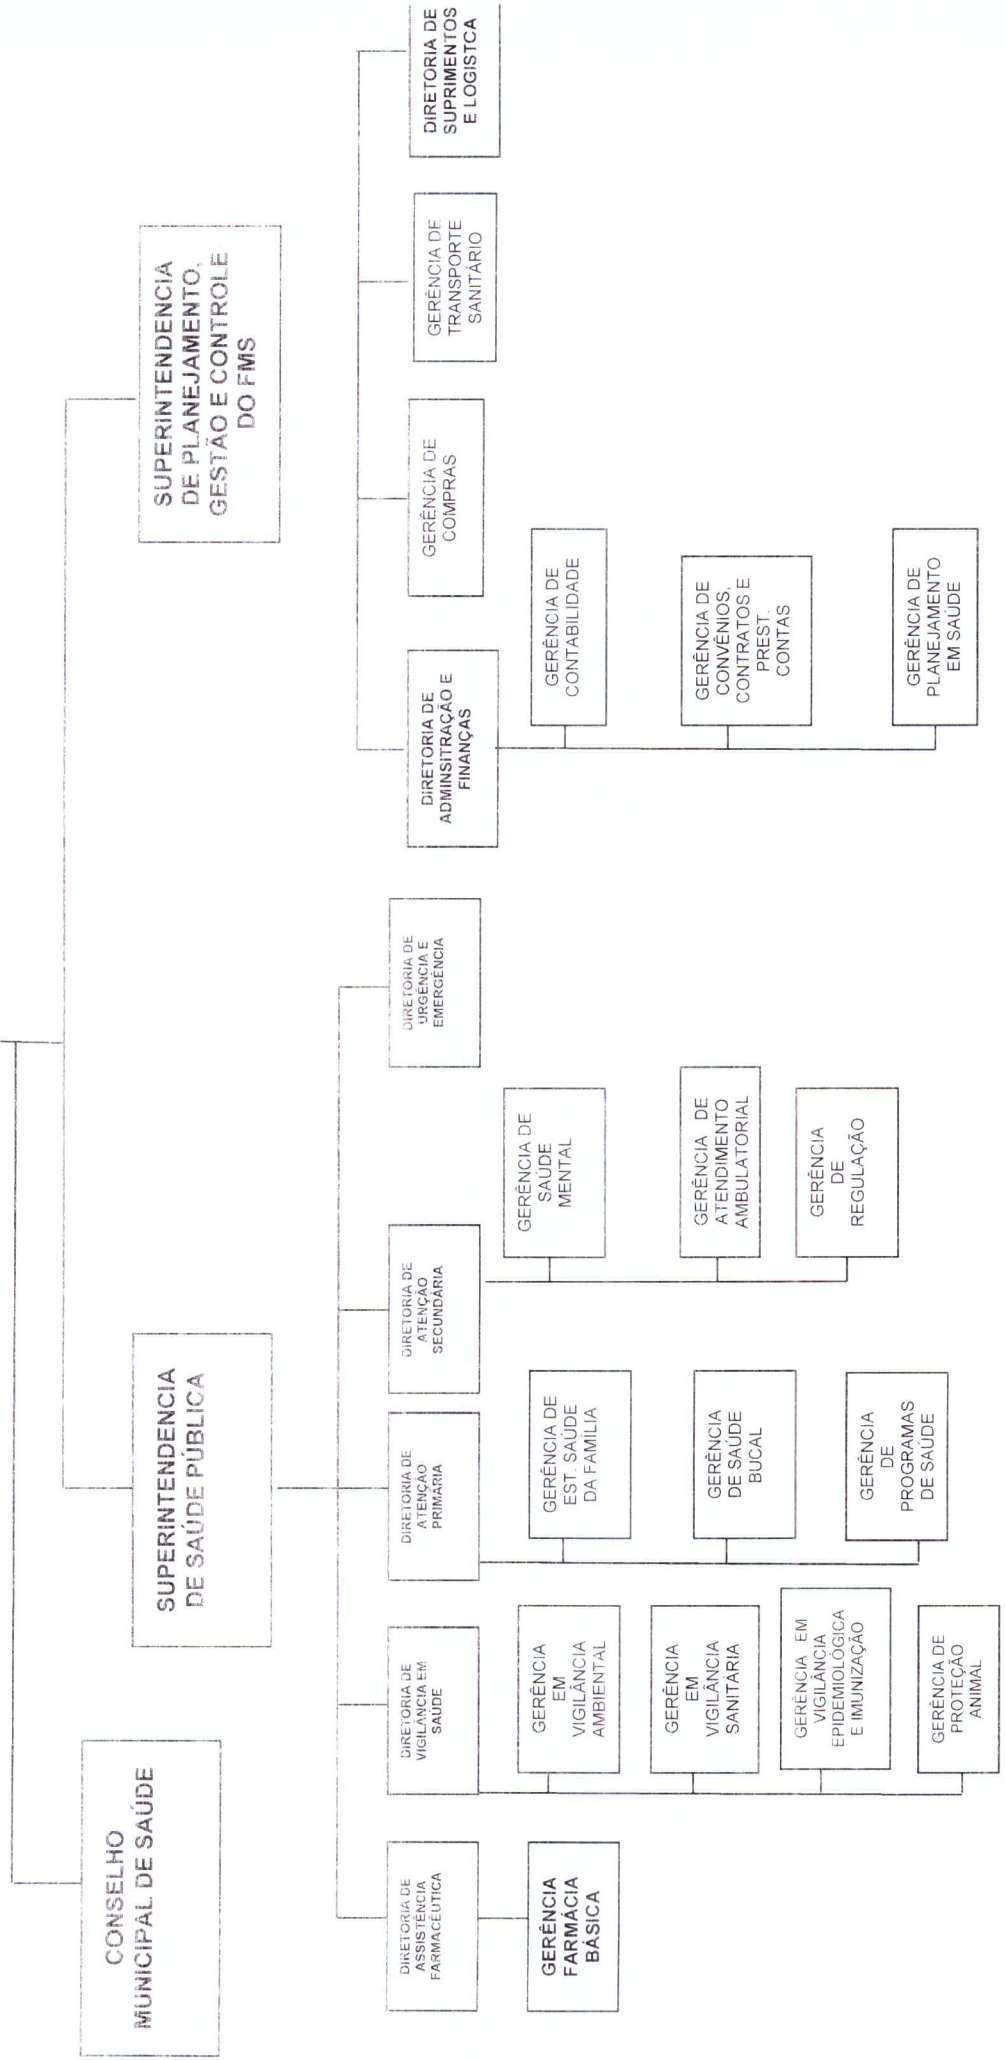 CONSELHO
MUNICIPAL DE SAÚDE
SUPERINTENDENCIA
DE SAÚDE PÚBLICA
SUPERINTENDENCIA
DE PLANEJAMENTO,
GESTÃO E CONTROLE
DO FMS
DIRETORIA DE
ASSISTÊNCIA
FARMACÊUTICA
GERÊNCIA
FARMÁCIA
BÁSICA
DIRETORIA DE
VIGILÂNCIA EM
SAÚDE
GERÊNCIA
EM
VIGILÂNCIA
AMBIENTAL
GERÊNCIA
EM
VIGILÂNCIA
SANITÁRIA
GERÊNCIA EM
VIGILÂNCIA
EPIDEMIOLÓGICA
E IMUNIZAÇÃO
GERÊNCIA DE
PROTEÇÃO
ANIMAL
DIRETORIA DE
ATENÇÃO
PRIMÁRIA
GERÊNCIA DE
EST. SAÚDE
DA FAMÍLIA
GERÊNCIA
DE SAÚDE
BUCAL
GERÊNCIA
DE
PROGRAMAS
DE SAÚDE
DIRETORIA DE
ATENÇÃO
SECUNDÁRIA
GERÊNCIA DE
SAÚDE
MENTAL
GERÊNCIA DE
ATENDIMENTO
AMBULATORIAL
GERÊNCIA
DE
REGULAÇÃO
DIRETORIA DE
URGÊNCIA E
EMERGÊNCIA
DIRETORIA DE
ADMINSITRAÇÃO E
FINANÇAS
GERÊNCIA DE
CONTABILIDADE
GERÊNCIA DE
CONVÊNIOS,
CONTRATOS E
PREST.
CONTAS
GERÊNCIA DE
PLANEJAMENTO
EM SAÚDE
GERÊNCIA DE
COMPRAS
GERÊNCIA DE
TRANSPORTE
SANITÁRIO
DIRETORIA DE
SUPRIMENTOS
E LOGISTCA